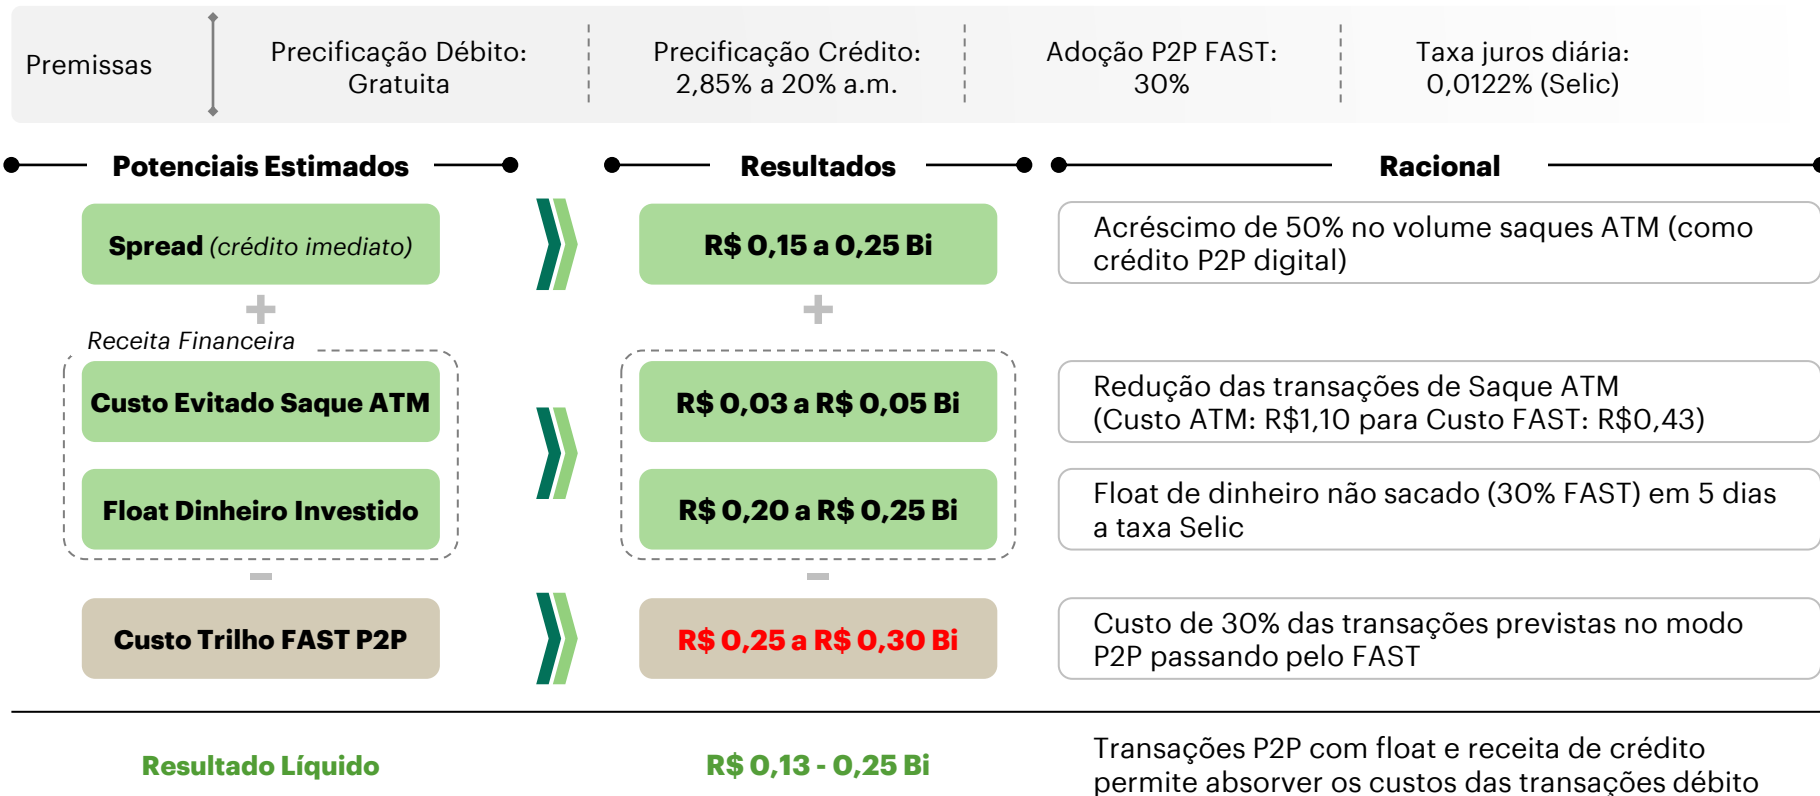 Premissas
Precificação Débito:
Gratuita
Precificação Crédito:
2,85% a 20% a.m.
Adoção P2P FAST:
30%
Taxa juros diária:
0,0122% (Selic)
Potenciais Estimados
Resultados
Racional
Spread (crédito imediato)
R$ 0,15 a 0,25 Bi
Acréscimo de 50% no volume saques ATM (como
crédito P2P digital)
+
+
Receita Financeira
Custo Evitado Saque ATM
R$ 0,03 a R$ 0,05 Bi
Redução das transações de Saque ATM
(Custo ATM: R$1,10 para Custo FAST: R$0,43)
Float Dinheiro Investido
R$ 0,20 a R$ 0,25 Bi
Float de dinheiro não sacado (30% FAST) em 5 dias
a taxa Selic
-
-
Custo Trilho FAST P2P
R$ 0,25 a R$ 0,30 Bi
Custo de 30% das transações previstas no modo
P2P passando pelo FAST
Resultado Líquido
R$ 0,13 - 0,25 Bi
Transações P2P com float e receita de crédito
permite absorver os custos das transações débito